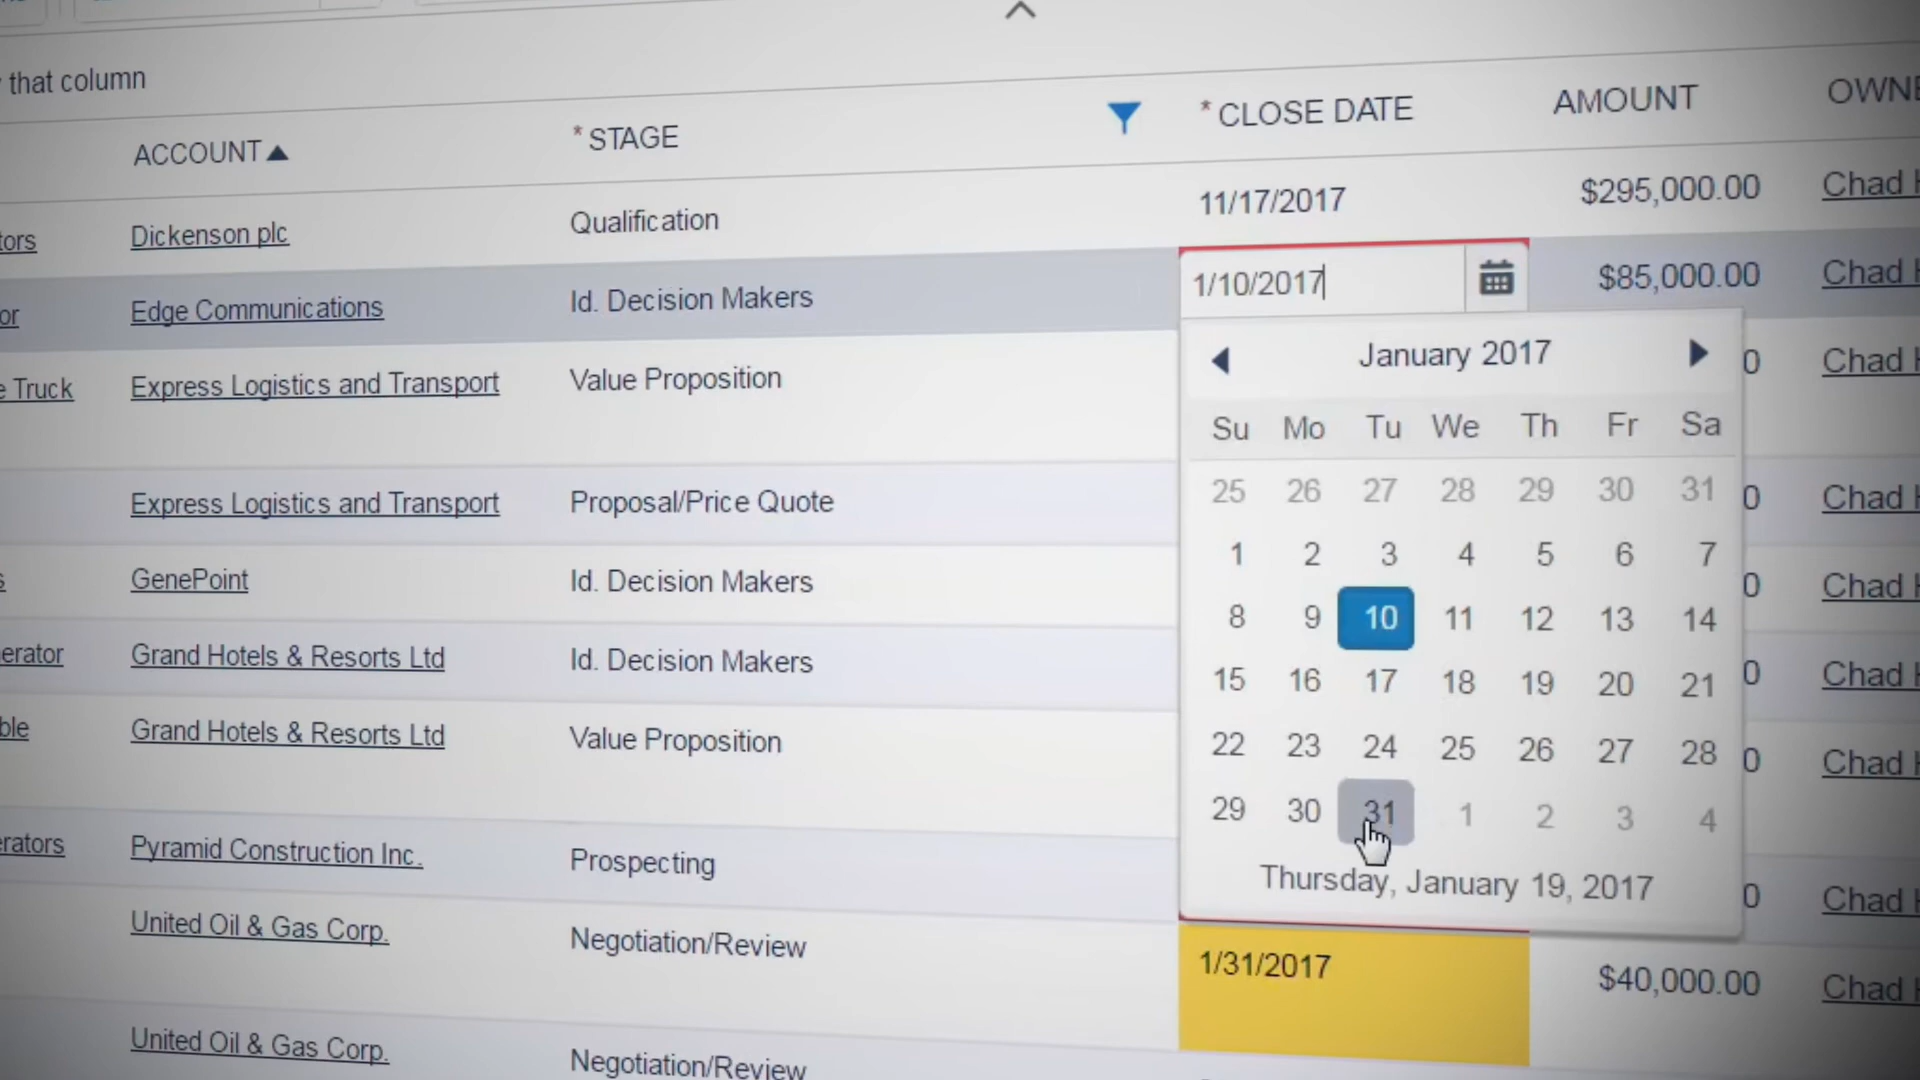 that column
ACCOUNT
* STAGE
* CLOSE DATE
AMOUNT
tors
Dickenson plc
Qualification
11/17/2017
$295,000.00
Chad
or
Edge Communications
Id. Decision Makers
1/10/2017
$85,000.00
Chad
e Truck
Express Logistics and Transport
Value Proposition
0
Chad
January 2017
Su Mo Tu We Th Fr Sa
25 26 27 28 29 30 31
1 2 3 4 5 6 7
8 9 10 11 12 13 14
15 16 17 18 19 20 21
22 23 24 25 26 27 28
29 30 31 1 2 3 4
Thursday, January 19, 2017
Express Logistics and Transport
Proposal/Price Quote
0
Chad
s
GenePoint
Id. Decision Makers
0
Chad
erator
Grand Hotels & Resorts Ltd
Id. Decision Makers
0
Chad
ble
Grand Hotels & Resorts Ltd
Value Proposition
0
Chad
erators
Pyramid Construction Inc.
Prospecting
0
Chad
United Oil & Gas Corp.
Negotiation/Review
1/31/2017
$40,000.00
Chad
United Oil & Gas Corp.
Negotiation/Review